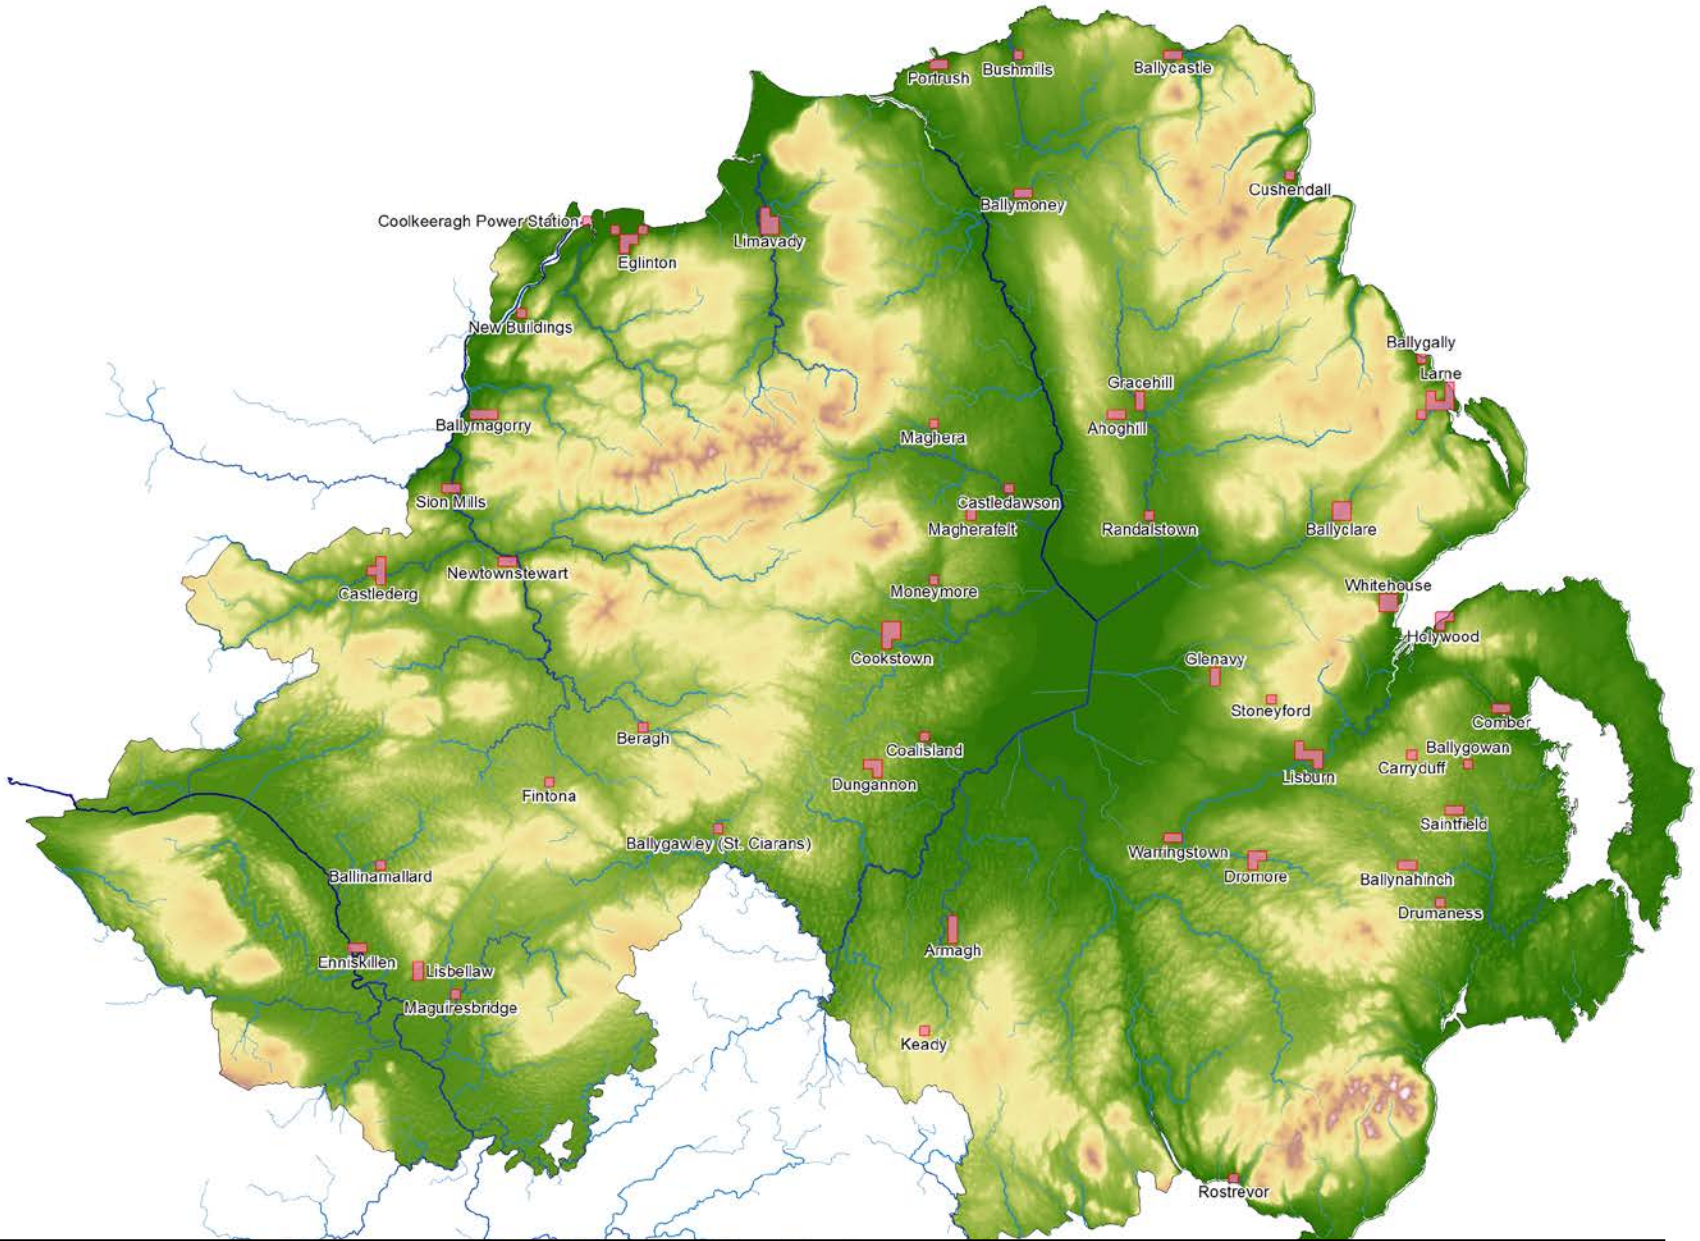 Portrush
Bushmills
Ballycastle
Cushendall
Ballymoney
Coolkeeragh Power Station
Limavady
Eglinton
New Buildings
Ballygally
Larne
Gracehill
Ahoghill
Ballymagorry
Maghera
Sion Mills
Castledawson
Magherafelt
Randalstown
Ballyclare
Newtownstewart
Castlederg
Moneymore
Whitehouse
Holywood
Cookstown
Glenavy
Stoneyford
Comber
Beragh
Coalisland
Ballygowan
Carryduff
Lisburn
Dungannon
Fintona
Saintfield
Ballygawley (St. Ciarans)
Warringstown
Dromore
Ballinamallard
Ballynahinch
Drumaness
Armagh
Enniskillen
Lisbellaw
Maguiresbridge
Keady
Rostrevor